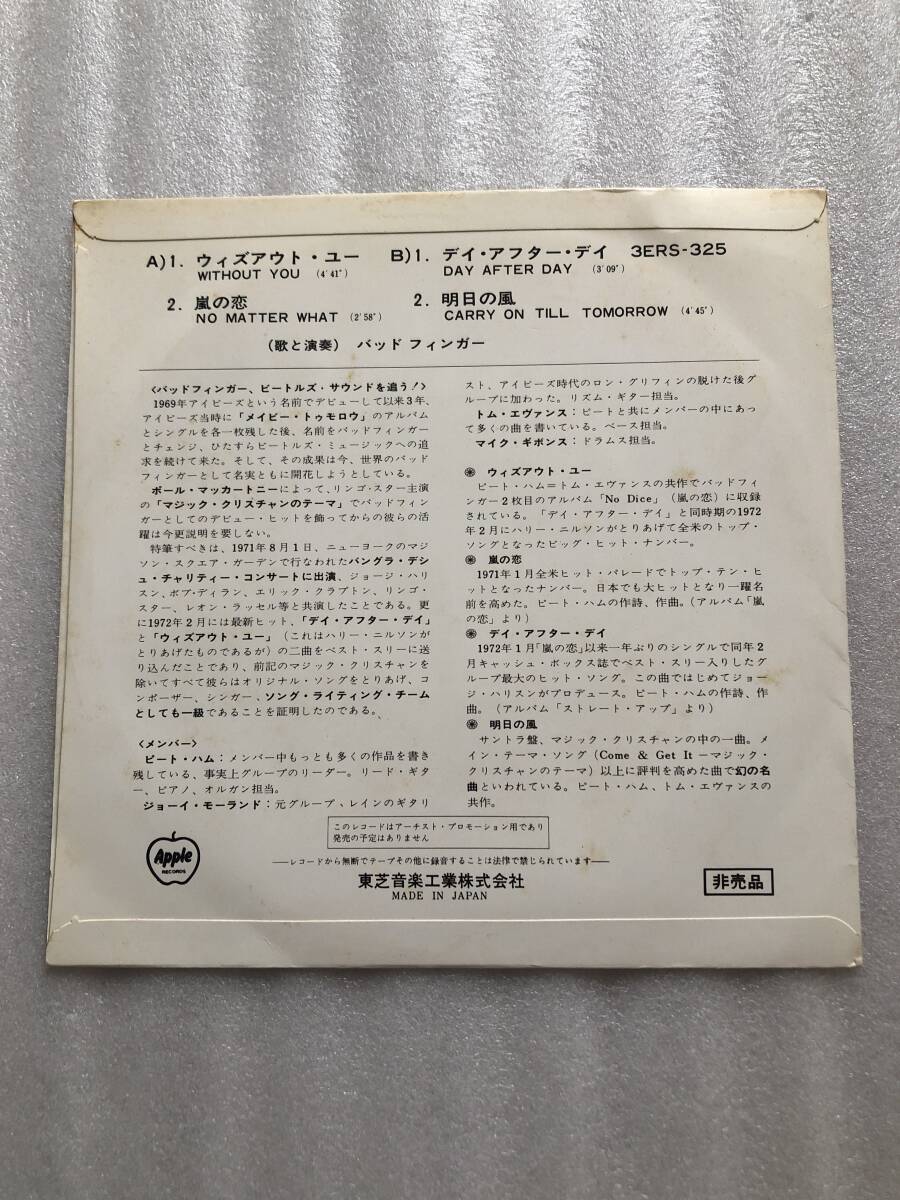 A)1. ウィズアウト・ユー
WITHOUT YOU (4'41")
2. 嵐の恋
NO MATTER WHAT (2'58")
B)1. デイ・アフター・デイ 3ERS-325
DAY AFTER DAY (3'09")
2. 明日の風
CARRY ON TILL TOMORROW (4'45")
(歌と演奏) バッド フィンガー
〈バッドフィンガー、ビートルズ・サウンドを追う!〉
1969年アイビーズという名前でデビューして以来3年、
アイビーズ当時に「メイビー・トゥモロウ」のアルバム
とシングルを各一枚残した後、名前をバッドフィンガー
とチェンジ、ひたすらビートルズ・ミュージックへの追
求を続けて来た。そして、その成果は今、世界のバッド
フィンガーとして名実ともに開花しようとしている。
ポール・マッカートニーによって、リンゴ・スター主演
の「マジック・クリスチャンのテーマ」でバッドフィン
ガーとしてのデビュー・ヒットを飾ってからの彼らの活
躍は今更説明を要しない。
特筆すべきは、1971年8月1日、ニューヨークのマジ
ソン・スクエア・ガーデンで行なわれたバングラ・デシ
ュ・チャリティー・コンサートに出演、ジョージ・ハリ
スン、ボブ・ディラン、エリック・クラプトン、リンゴ・
スター、レオン・ラッセル等と共演したことである。更
に1972年2月には最新ヒット、「デイ・アフター・デイ」
と「ウィズアウト・ユー」(これはハリー・ニルソンが
とりあげたものであるが)の二曲をベスト・スリーに送
り込んだことであり、前記のマジック・クリスチャンを
除いてすべて彼らはオリジナル・ソングをとりあげ、コ
ンポーザー、シンガー、ソング・ライティング・チーム
としても一級であることを証明したのである。
〈メンバー〉
ピート・ハム:メンバー中もっとも多くの作品を書き
残している、事実上グループのリーダー。リード・ギタ
ー、ピアノ、オルガン担当。
ジョーイ・モーランド:元グループ、レインのギタリ
スト、アイビーズ時代のロン・グリフィンの脱けた後グ
ループに加わった。リズム・ギター担当。
トム・エヴァンス:ピートと共にメンバーの中にあっ
て多くの曲を書いている。ベース担当。
マイク・ギボンス:ドラムス担当。
ウィズアウト・ユー
ピート・ハム=トム・エヴァンスの共作でバッドフィ
ンガー2枚目のアルバム「No Dice」(嵐の恋)に収録
されている。「デイ・アフター・デイ」と同時期の1972
年2月にハリー・ニルソンがとりあげて全米のトップ・
ソングとなったビッグ・ヒット・ナンバー。
嵐の恋
1971年1月全米ヒット・パレードでトップ・テン・ヒ
ットとなったナンバー。日本でも大ヒットとなり一躍名
前を高めた。ピート・ハムの作詩、作曲。(アルバム「嵐
の恋」より)
デイ・アフター・デイ
1972年1月「嵐の恋」以来一年ぶりのシングルで同年2
月キャッシュ・ボックス誌でベスト・スリー入りしたグ
ループ最大のヒット・ソング。この曲ではじめてジョー
ジ・ハリスンがプロデュース。ピート・ハムの作詩、作
曲。(アルバム「ストレート・アップ」より)
明日の風
サントラ盤、マジック・クリスチャンの中の一曲。メ
イン・テーマ・ソング(Come & Get It－マジック・
クリスチャンのテーマ)以上に評判を高めた曲で幻の名
曲といわれている。ピート・ハム、トム・エヴァンスの
共作。
このレコードはアーチスト・プロモーション用であり
発売の予定はありません
Apple
RECORDS
――レコードから無断でテープその他に録音することは法律で禁じられています――
東芝音楽工業株式会社
MADE IN JAPAN
非売品